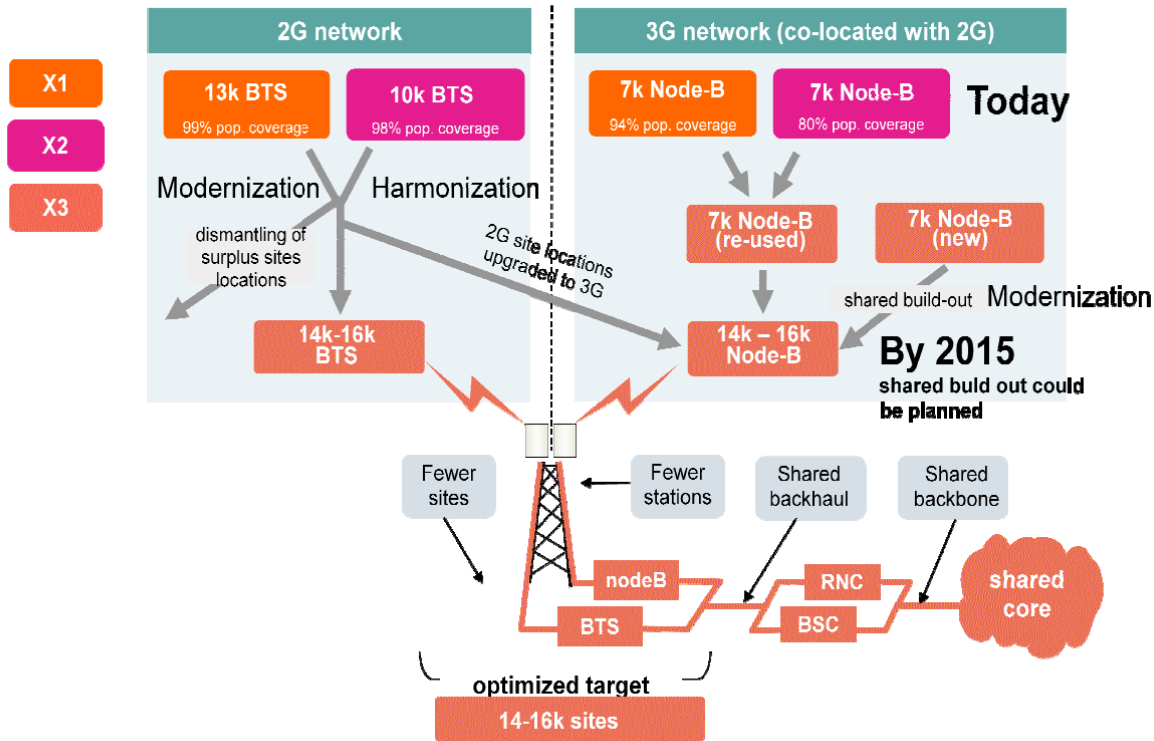 2G network
3G network (co-located with 2G)
X1
X2
X3
13k BTS
99% pop. coverage
10k BTS
98% pop. coverage
7k Node-B
94% pop. coverage
7k Node-B
80% pop. coverage
Today
Modernization
Harmonization
dismantling of
surplus sites
locations
2G site locations
upgraded to 3G
7k Node-B
(re-used)
7k Node-B
(new)
shared build-out
Modernization
14k-16k
BTS
14k – 16k
Node-B
By 2015
shared buld out could
be planned
Fewer
sites
Fewer
stations
Shared
backhaul
Shared
backbone
nodeB
BTS
RNC
BSC
shared
core
optimized target
14-16k sites